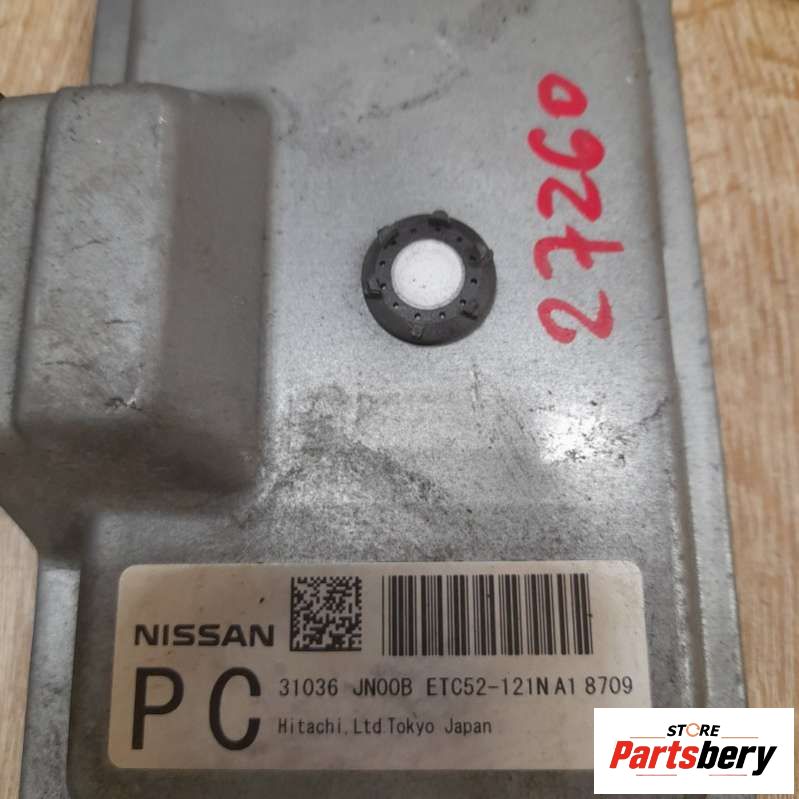 27260
NISSAN
PC 31036 JN00B ETC52-121N A1 8709
Hitachi,Ltd.Tokyo Japan
STORE
Partsbery